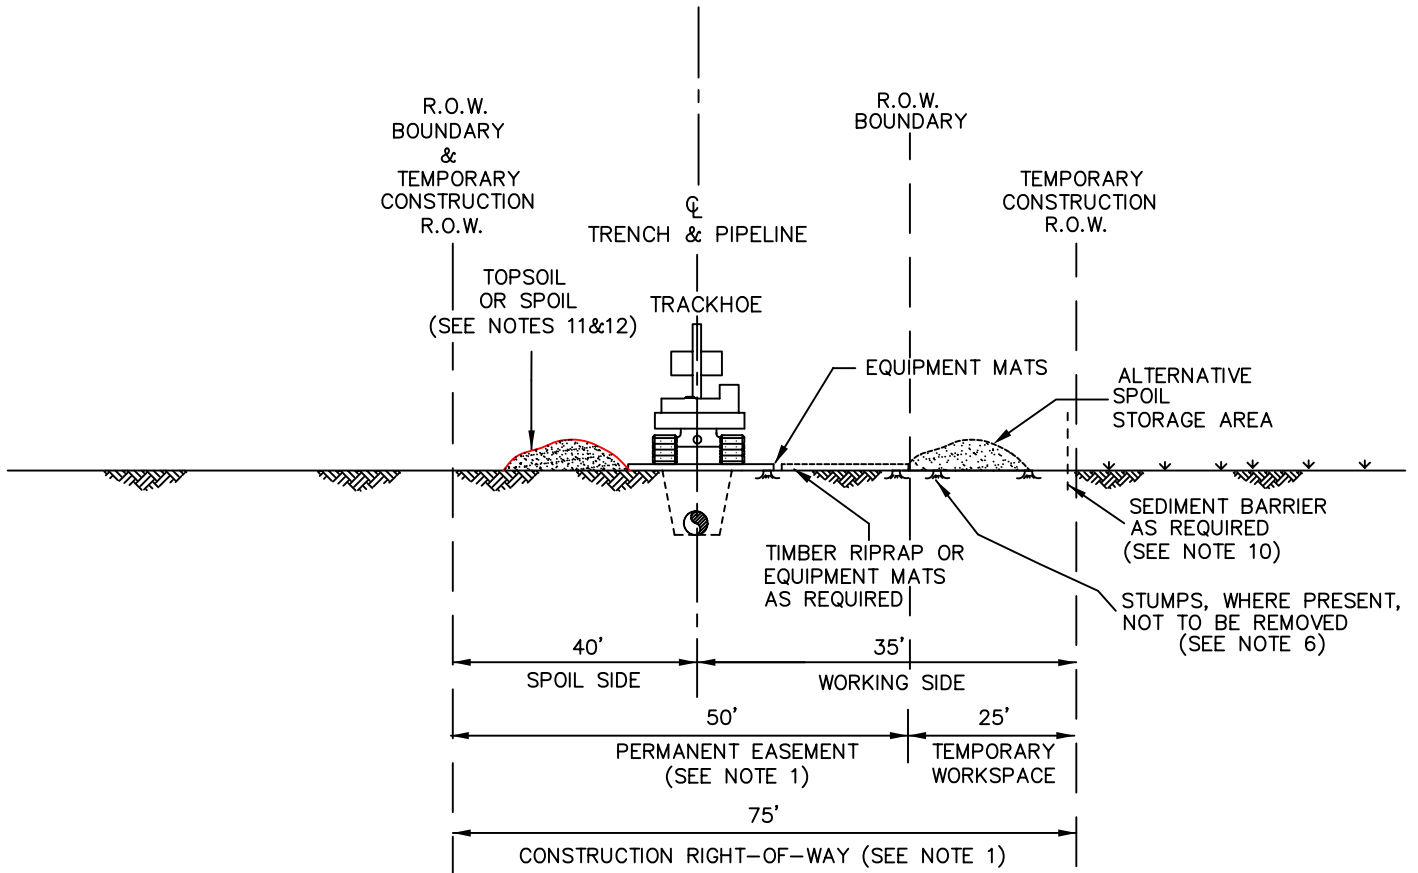 R.O.W.
BOUNDARY
&
TEMPORARY
CONSTRUCTION
R.O.W.
R.O.W.
BOUNDARY
TEMPORARY
CONSTRUCTION
R.O.W.
℄
TRENCH & PIPELINE
TOPSOIL
OR SPOIL
(SEE NOTES 11&12)
TRACKHOE
EQUIPMENT MATS
ALTERNATIVE
SPOIL
STORAGE AREA
SEDIMENT BARRIER
AS REQUIRED
(SEE NOTE 10)
TIMBER RIPRAP OR
EQUIPMENT MATS
AS REQUIRED
STUMPS, WHERE PRESENT,
NOT TO BE REMOVED
(SEE NOTE 6)
40'
35'
SPOIL SIDE
WORKING SIDE
50'
25'
PERMANENT EASEMENT
(SEE NOTE 1)
TEMPORARY
WORKSPACE
75'
CONSTRUCTION RIGHT-OF-WAY (SEE NOTE 1)